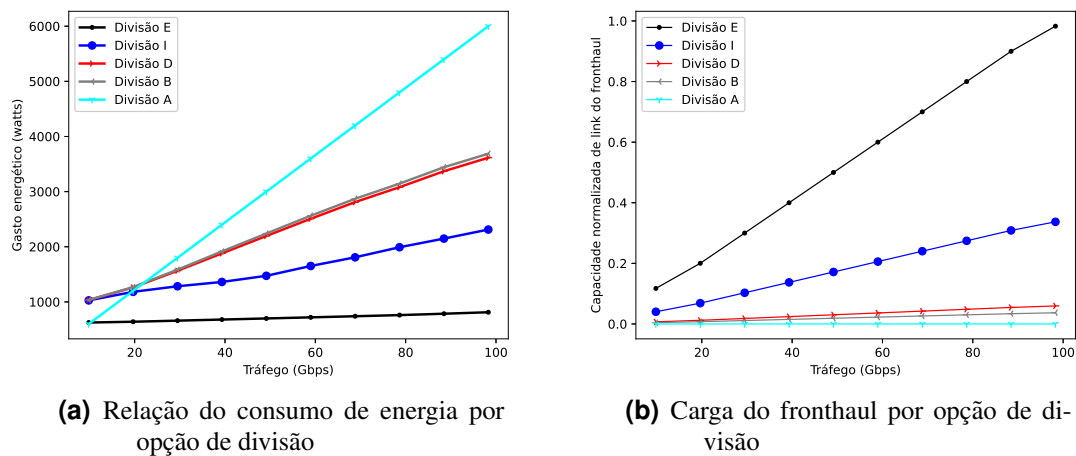 6000
5000
4000
3000
2000
1000
Gasto energético (watts)
Divisão E
Divisão I
Divisão D
Divisão B
Divisão A
20
40
60
80
100
Tráfego (Gbps)
(a) Relação do consumo de energia por
opção de divisão
1.0
0.8
0.6
0.4
0.2
0.0
Capacidade normalizada de link do fronthaul
Divisão E
Divisão I
Divisão D
Divisão B
Divisão A
20
40
60
80
100
Tráfego (Gbps)
(b) Carga do fronthaul por opção de di-
visão